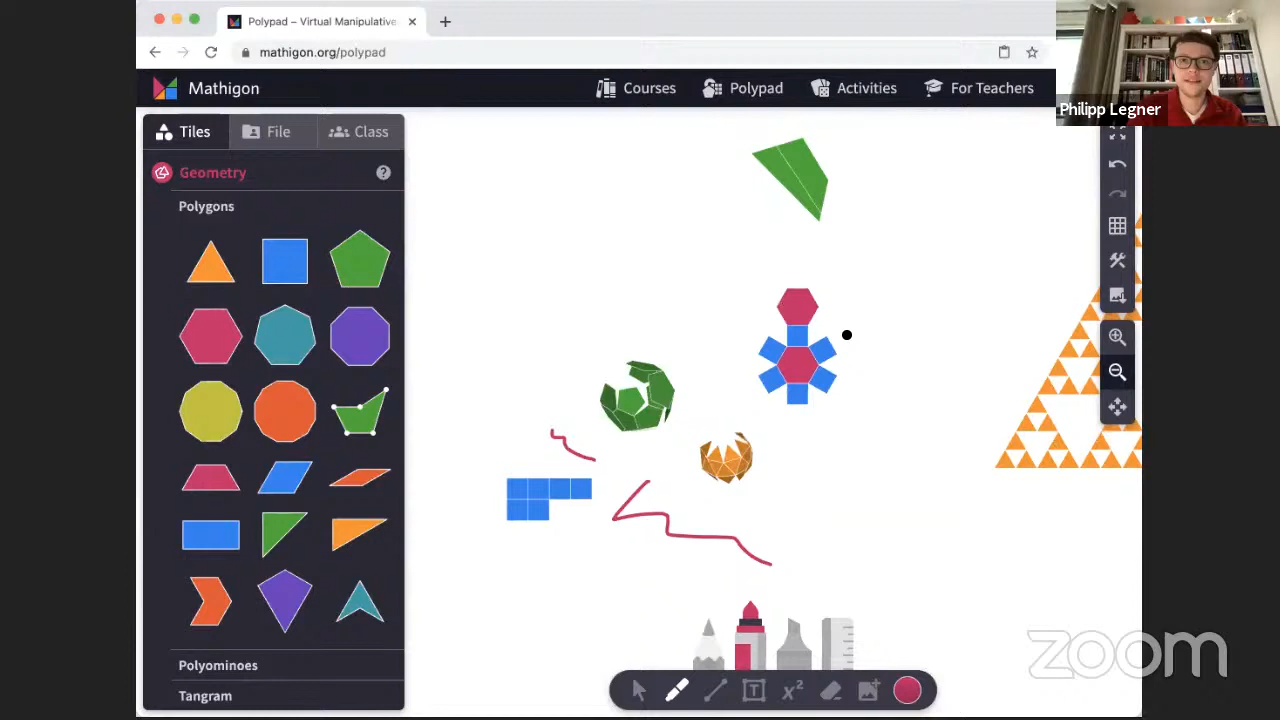 Polypad – Virtual Manipulative
mathigon.org/polypad
Mathigon
Courses
Polypad
Activities
For Teachers
Philipp Legner
Tiles
File
Class
Geometry
?
Polygons
Polyominoes
Tangram
T
x²
zoom